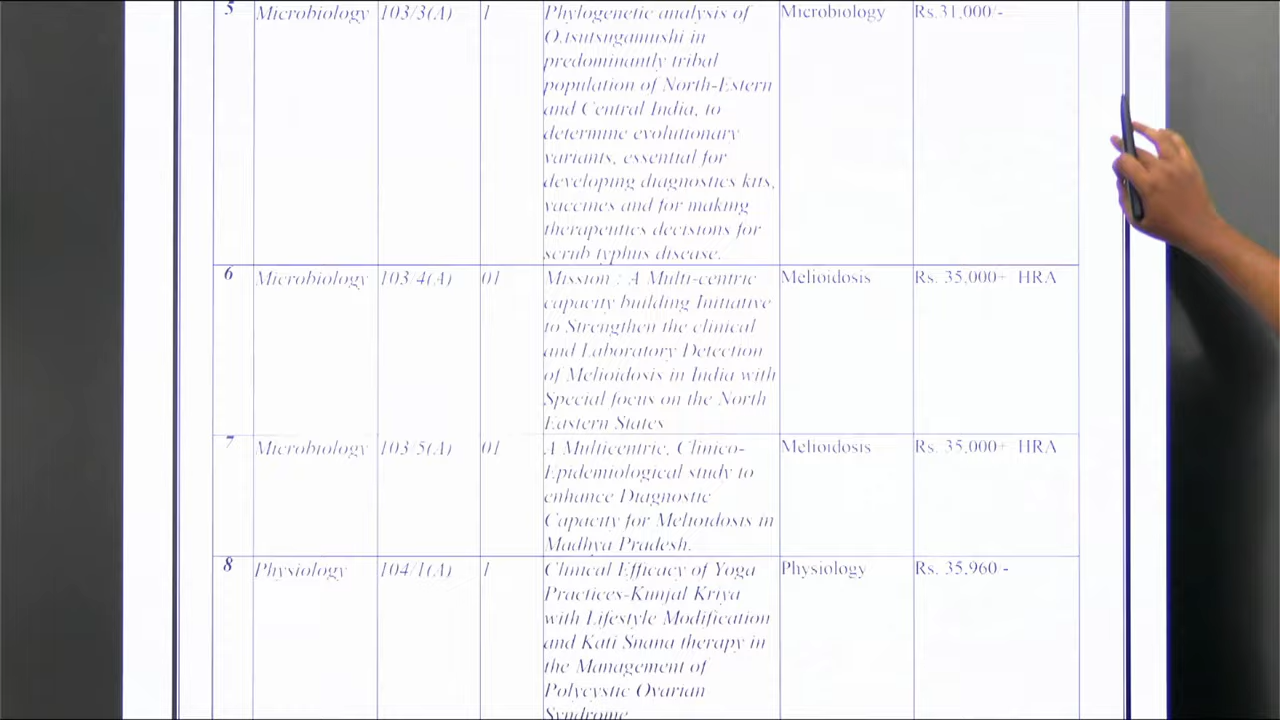 5 Microbiology 103/3(A) 1 Phylogenetic analysis of Microbiology Rs.31,000/-
O.tsutsugamushi in
predominantly tribal
population of North-Estern
and Central India, to
determine evolutionary
variants, essential for
developing diagnostics kits,
vaccines and for making
therapeutics decisions for
scrub typhus disease.
6 Microbiology 103/4(A) 01 Mission : A Multi-centric Melioidosis Rs. 35,000+ HRA
capacity building Initiative
to Strengthen the clinical
and Laboratory Detection
of Melioidosis in India with
Special focus on the North
Eastern States
7 Microbiology 103/5(A) 01 A Multicentric, Clinico- Melioidosis Rs. 35,000+ HRA
Epidemiological study to
enhance Diagnostic
Capacity for Melioidosis in
Madhya Pradesh.
8 Physiology 104/1(A) 1 Clinical Efficacy of Yoga Physiology Rs. 35,960 -
Practices-Kunjal Kriya
with Lifestyle Modification
and Kati Snana therapy in
the Management of
Polycystic Ovarian
Syndrome